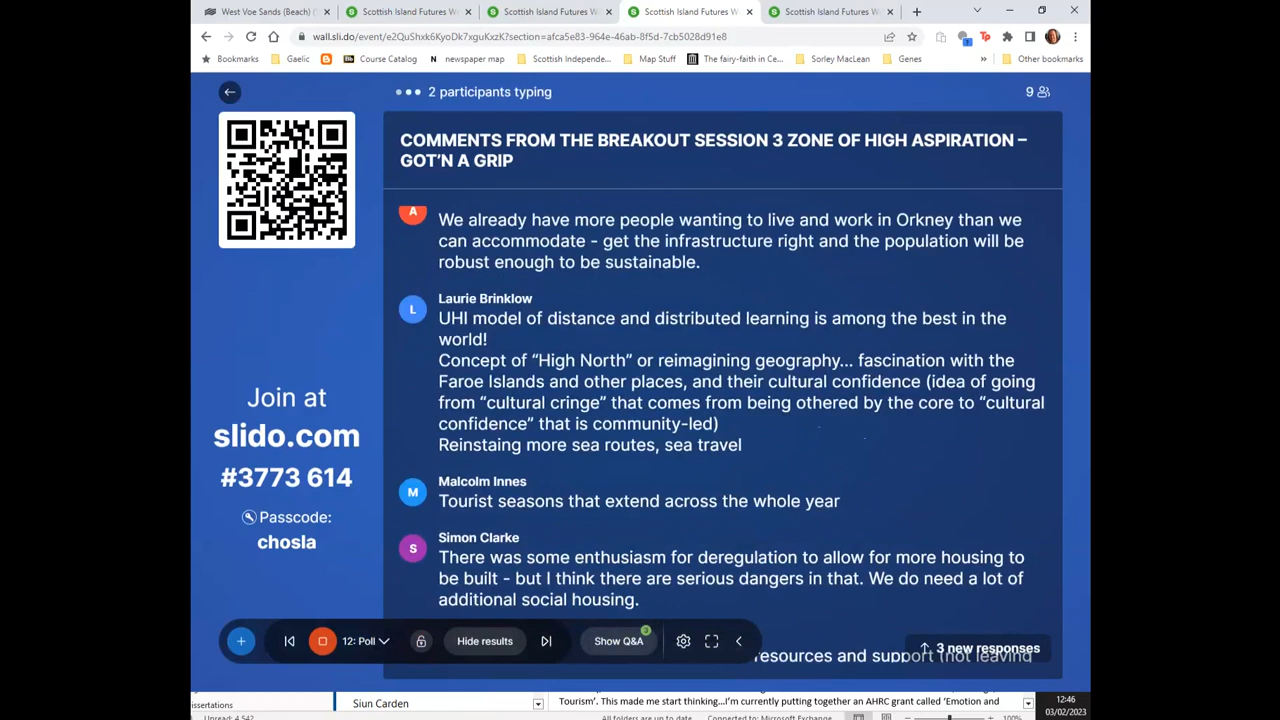 West Voe Sands (Beach) (
Scottish Island Futures W
Scottish Island Futures W
Scottish Island Futures W
Scottish Island Futures W
wall.sli.do/event/e2QuShxk6KyoDk7xguKxzK?section=afca5e83-964e-46ab-8f5d-7cb5028d91e8
Bookmarks Gaelic Blog Course Catalog newspaper map Scottish Independe... Map Stuff The fairy-faith in Ce... Sorley MacLean Genes Other bookmarks
2 participants typing
9
COMMENTS FROM THE BREAKOUT SESSION 3 ZONE OF HIGH ASPIRATION –
GOT’N A GRIP
A
We already have more people wanting to live and work in Orkney than we
can accommodate - get the infrastructure right and the population will be
robust enough to be sustainable.
L
Laurie Brinklow
UHI model of distance and distributed learning is among the best in the
world!
Concept of “High North” or reimagining geography... fascination with the
Faroe Islands and other places, and their cultural confidence (idea of going
from “cultural cringe” that comes from being othered by the core to “cultural
confidence” that is community-led)
Reinstaing more sea routes, sea travel
M
Malcolm Innes
Tourist seasons that extend across the whole year
S
Simon Clarke
There was some enthusiasm for deregulation to allow for more housing to
be built - but I think there are serious dangers in that. We do need a lot of
additional social housing.
resources and support (not leaving
↑ 3 new responses
Join at
slido.com
#3773 614
Passcode:
chosla
12: Poll
Hide results
Show Q&A
3
issertations
Siun Carden
Tourism’. This made me start thinking...I’m currently putting together an AHRC grant called ‘Emotion and
Unread: 4,542
All folders are up to date.
Connected to: Microsoft Exchange
100%
12:46
03/02/2023